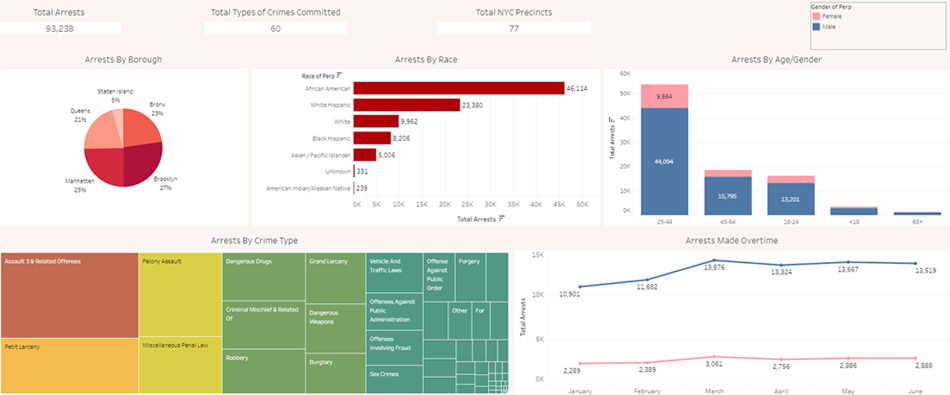 Total Arrests
93,238
Total Types of Crimes Committed
60
Total NYC Precincts
77
Gender of Perp
Female
Male
Arrests By Borough
Staten Island
5%
Bronx
23%
Queens
21%
Manhatten
25%
Brooklyn
27%
Arrests By Race
Race of Perp
African American
46,114
White Hispanic
23,380
White
9,962
Black Hispanic
8,206
Asian / Pacific Islander
5,006
Unknown
331
American Indian/Alaskan Native
239
0K 5K 10K 15K 20K 25K 30K 35K 40K 45K 50K
Total Arrests
Arrests By Age/Gender
Total Arrests
60K
50K
40K
30K
20K
10K
0K
9,664
44,094
15,795
13,201
25-44 45-64 18-24 <18 65+
Arrests By Crime Type
Assault 3 & Related Offenses
Petit Larceny
Felony Assault
Miscellaneous Penal Law
Dangerous Drugs
Criminal Mischief & Related
Of
Robbery
Grand Larceny
Dangerous
Weapons
Burglary
Vehicle And
Traffic Laws
Offenses Against
Public
Administration
Offenses
Involving Fraud
Sex Crimes
Offense
Against
Public
Order
Forgery
Other
For
Arrests Made Overtime
Total Arrests
15K
10K
5K
0K
10,901
11,682
13,876
13,324
13,667
13,519
2,289
2,389
3,061
2,756
2,886
2,888
January February March April May June